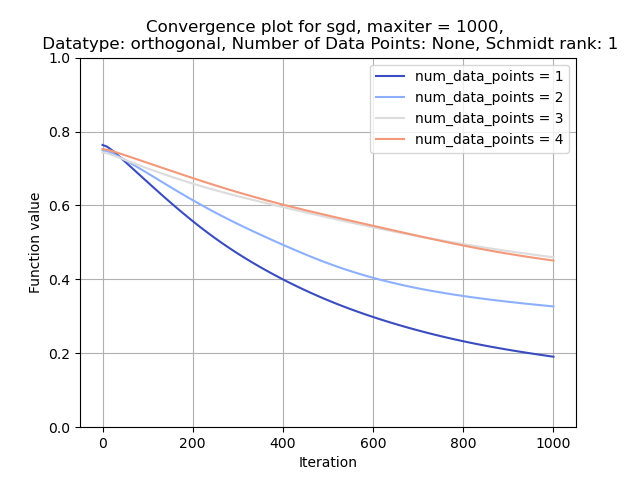 Convergence plot for sgd, maxiter = 1000,
Datatype: orthogonal, Number of Data Points: None, Schmidt rank: 1
1.0
0.8
0.6
0.4
0.2
0.0
Function value
num_data_points = 1
num_data_points = 2
num_data_points = 3
num_data_points = 4
0 200 400 600 800 1000
Iteration